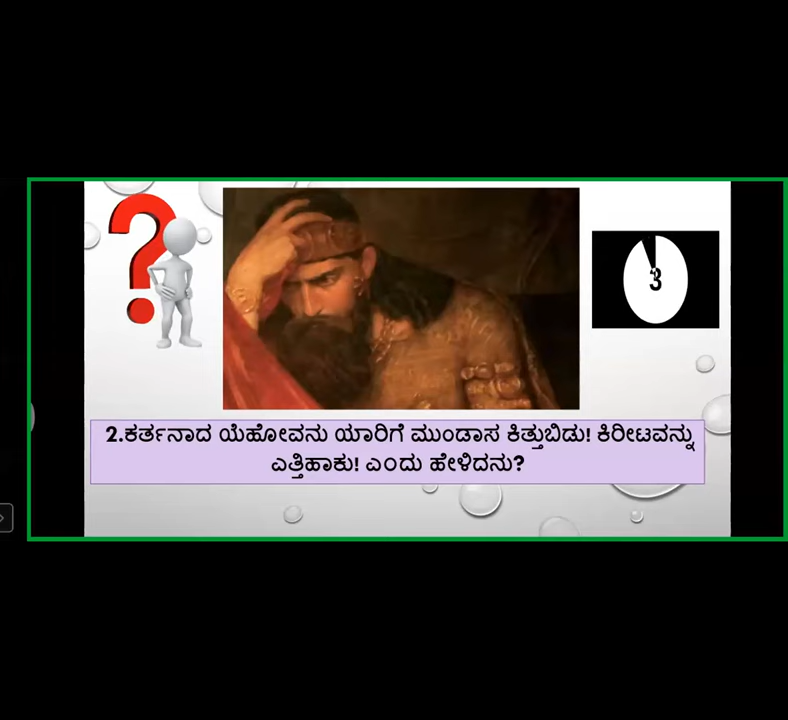 3
2.ಕರ್ತನಾದ ಯೆಹೋವನು ಯಾರಿಗೆ ಮುಂಡಾಸ ಕಿತ್ತುಬಿಡು! ಕಿರೀಟವನ್ನು
ಎತ್ತಿಹಾಕು! ಎಂದು ಹೇಳಿದನು?